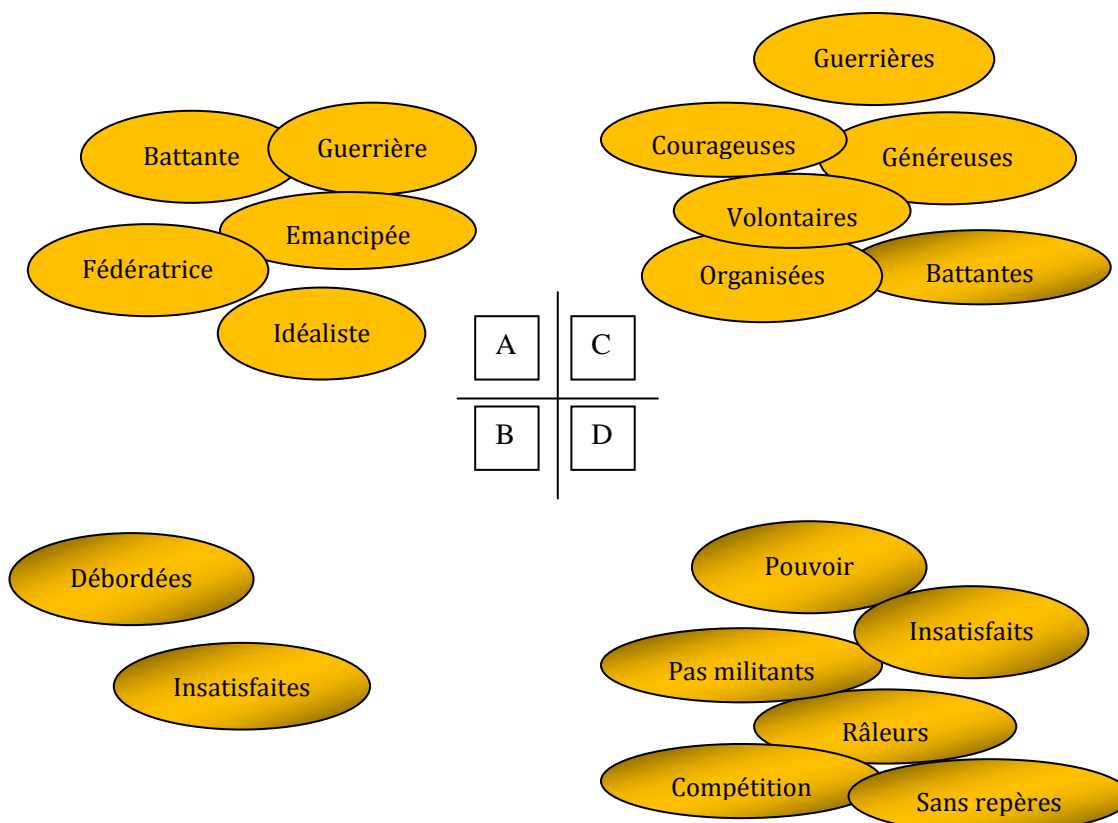 Guerrières
Battante
Guerrière
Courageuses
Généreuses
Emancipée
Volontaires
Fédératrice
Organisées
Battantes
Idéaliste
A
C
B
D
Débordées
Pouvoir
Insatisfaites
Insatisfaits
Pas militants
Râleurs
Compétition
Sans repères